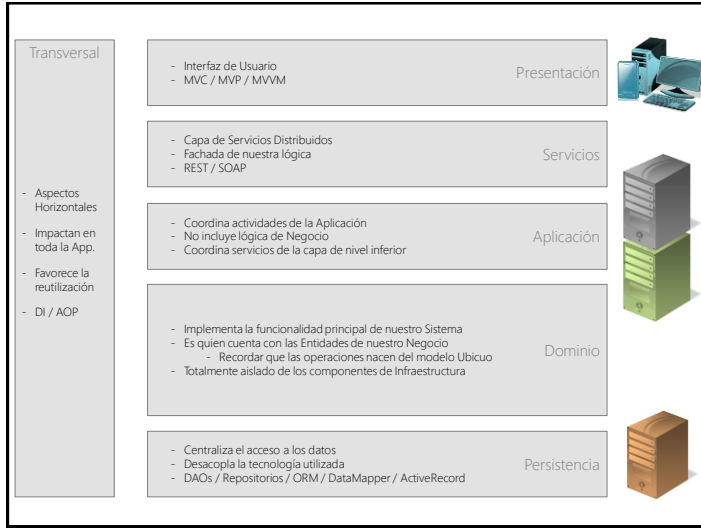 Transversal
- Aspectos
Horizontales
- Impactan en
toda la App.
- Favorece la
reutilización
- DI / AOP
- Interfaz de Usuario
- MVC / MVP / MVVM
Presentación
- Capa de Servicios Distribuidos
- Fachada de nuestra lógica
- REST / SOAP
Servicios
- Coordina actividades de la Aplicación
- No incluye lógica de Negocio
- Coordina servicios de la capa de nivel inferior
Aplicación
- Implementa la funcionalidad principal de nuestro Sistema
- Es quien cuenta con las Entidades de nuestro Negocio
- Recordar que las operaciones nacen del modelo Ubicuo
- Totalmente aislado de los componentes de Infraestructura
Dominio
- Centraliza el acceso a los datos
- Desacopla la tecnología utilizada
- DAOs / Repositorios / ORM / DataMapper / ActiveRecord
Persistencia